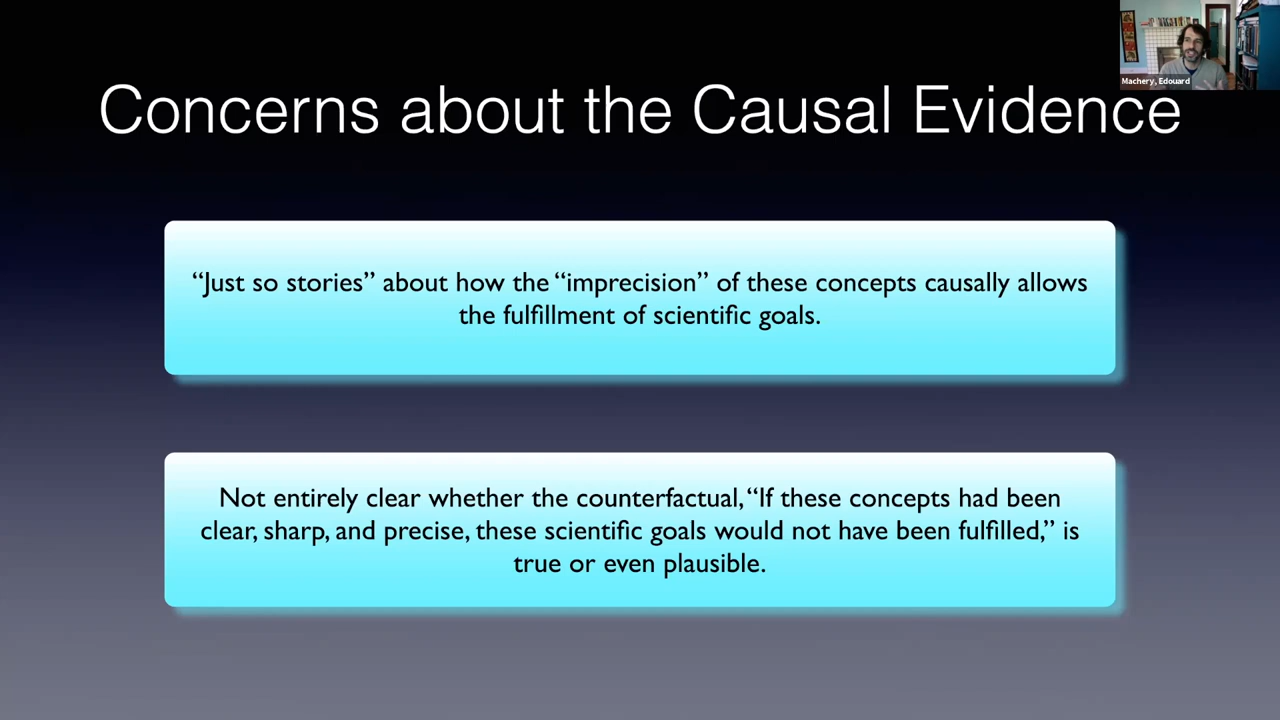 Machery, Edouard
Concerns about the Causal Evidence
“Just so stories” about how the “imprecision” of these concepts causally allows
the fulfillment of scientific goals.
Not entirely clear whether the counterfactual, “If these concepts had been
clear, sharp, and precise, these scientific goals would not have been fulfilled,” is
true or even plausible.